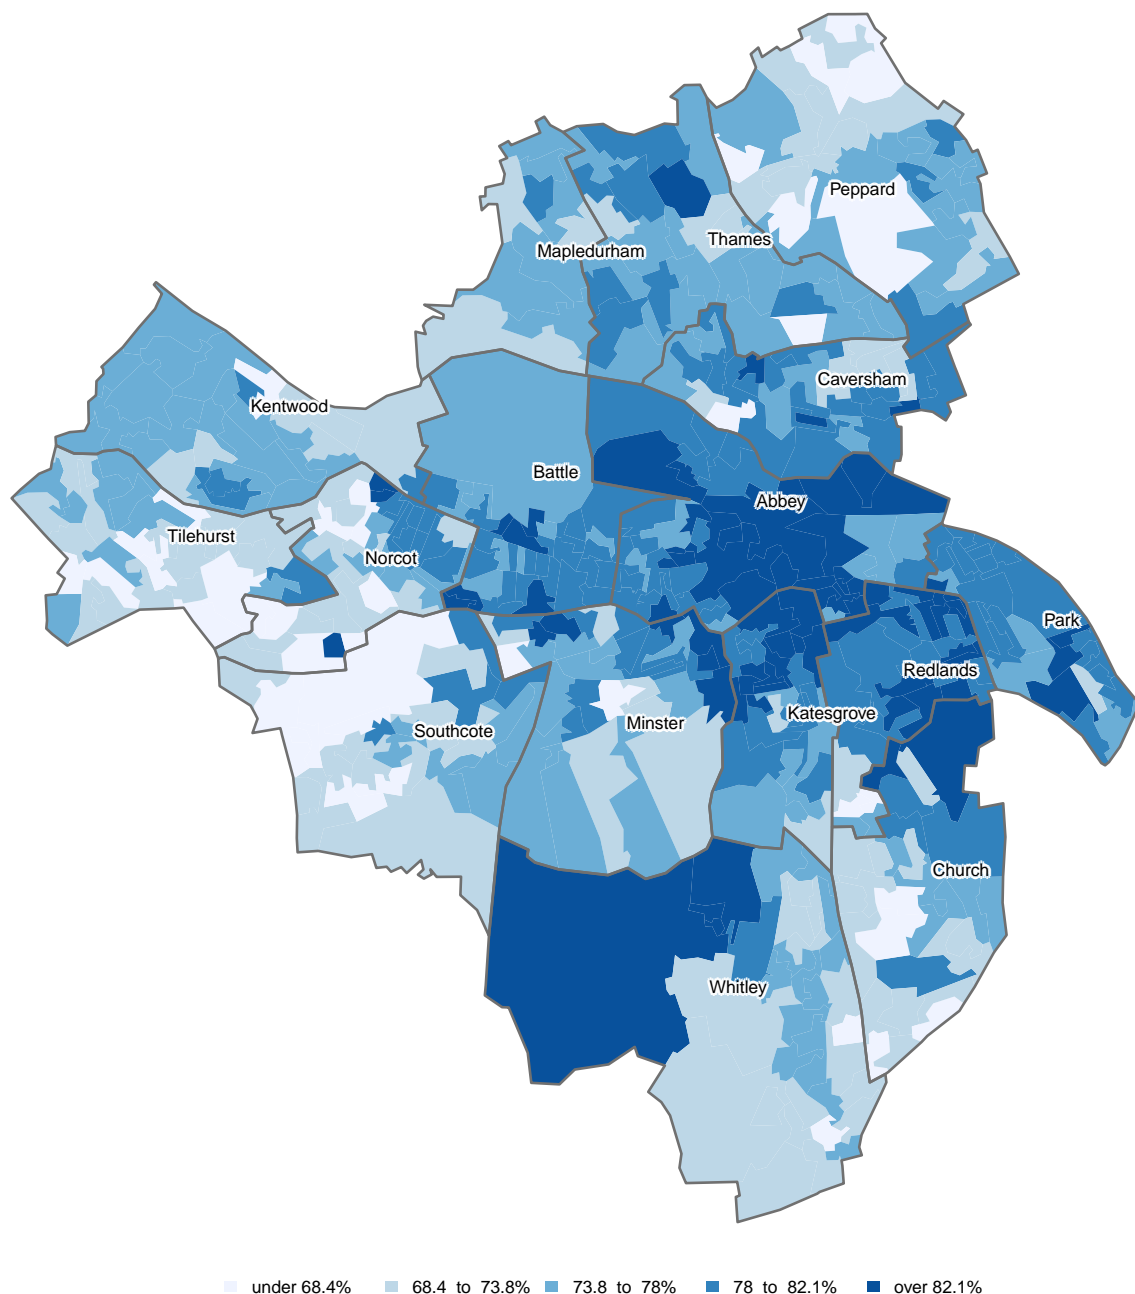 Peppard
Thames
Mapledurham
Caversham
Kentwood
Battle
Abbey
Tilehurst
Norcot
Park
Redlands
Katesgrove
Minster
Southcote
Church
Whitley
under 68.4% 68.4 to 73.8% 73.8 to 78% 78 to 82.1% over 82.1%